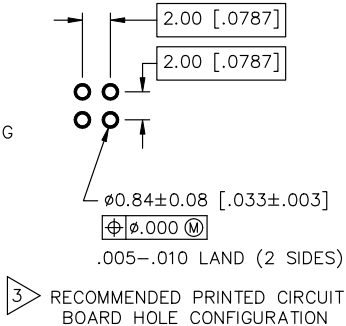 2.00 [.0787]
2.00 [.0787]
G
⌀0.84±0.08 [.033±.003]
⌖ ⌀.000 Ⓜ
.005-.010 LAND (2 SIDES)
3 RECOMMENDED PRINTED CIRCUIT
BOARD HOLE CONFIGURATION